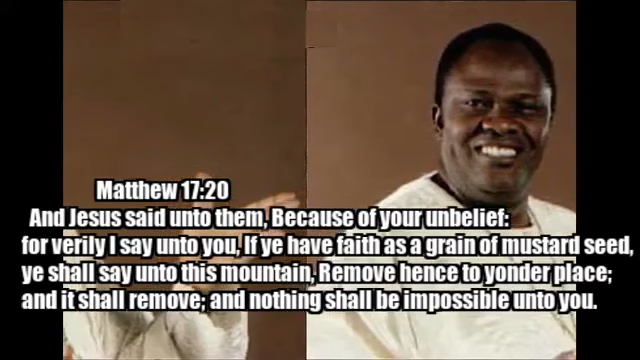 Matthew 17:20
And Jesus said unto them, Because of your unbelief:
for verily I say unto you, If ye have faith as a grain of mustard seed,
ye shall say unto this mountain, Remove hence to yonder place;
and it shall remove; and nothing shall be impossible unto you.